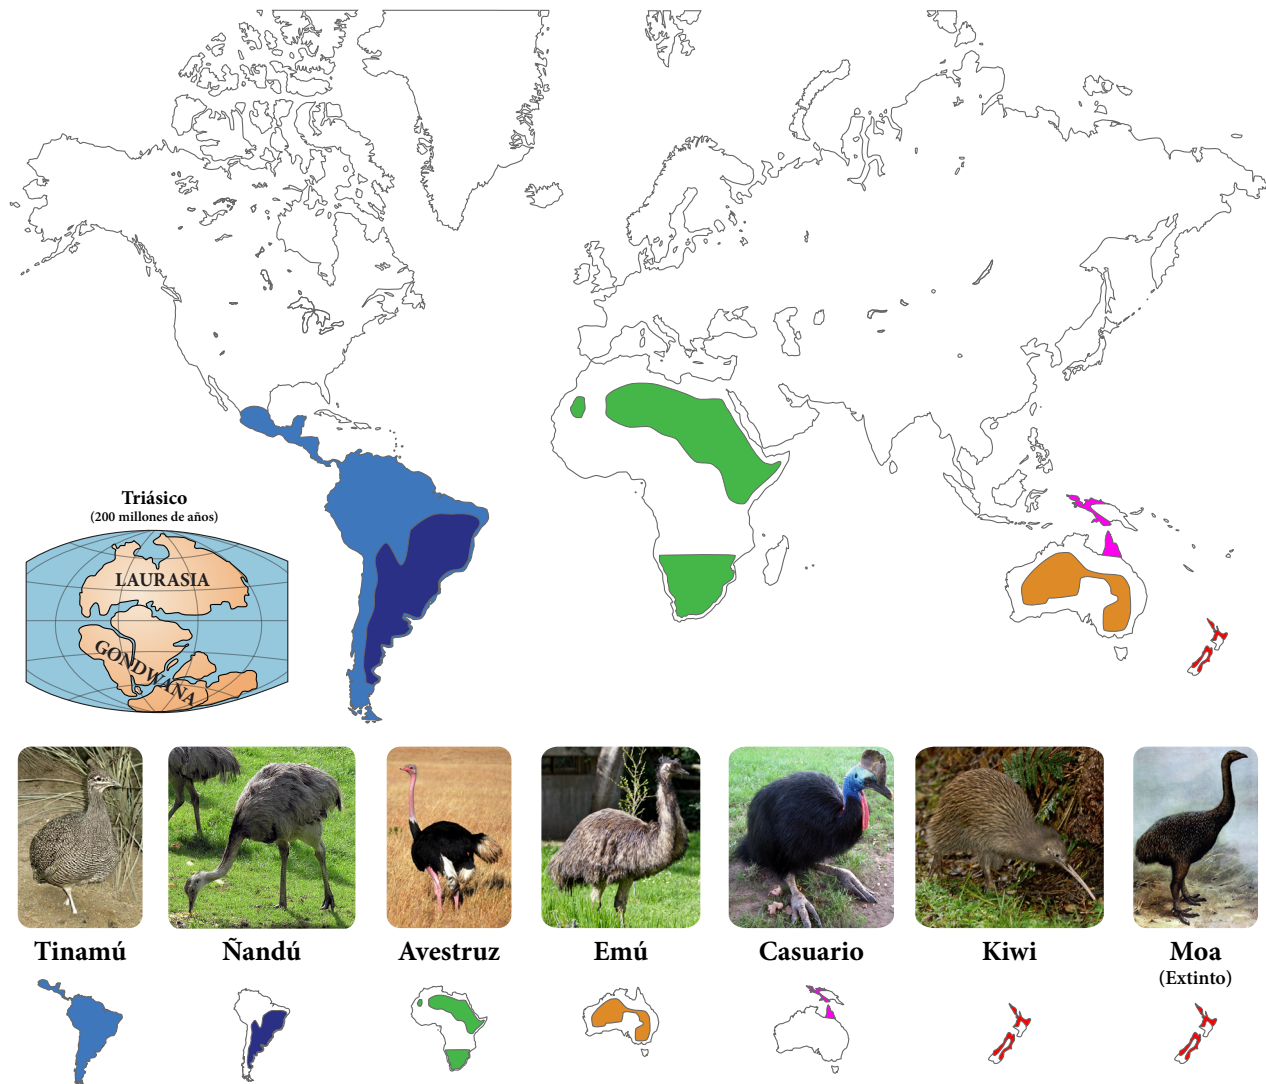 Triásico
(200 millones de años)
LAURASIA
GONDWANA
Tinamú
Ñandú
Avestruz
Emú
Casuario
Kiwi
Moa
(Extinto)